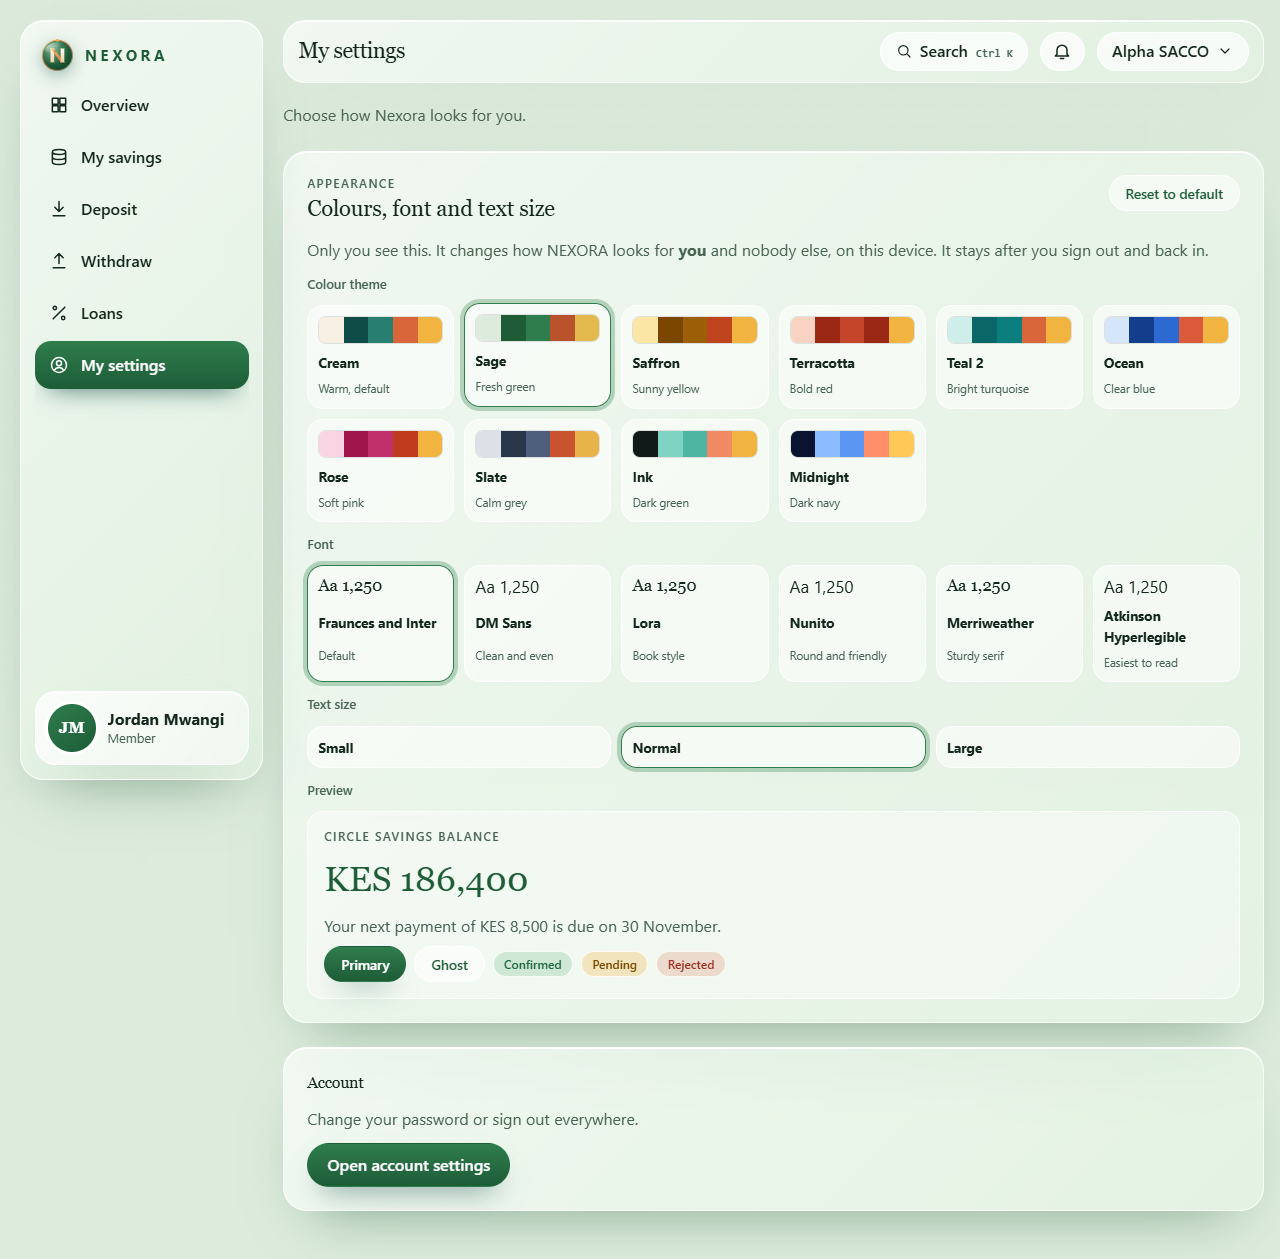 NEXORA
Overview
My savings
Deposit
Withdraw
Loans
My settings
JM
Jordan Mwangi
Member
My settings
Search Ctrl K
Alpha SACCO
Choose how Nexora looks for you.
APPEARANCE
Colours, font and text size
Reset to default
Only you see this. It changes how NEXORA looks for you and nobody else, on this device. It stays after you sign out and back in.
Colour theme
Cream
Warm, default
Sage
Fresh green
Saffron
Sunny yellow
Terracotta
Bold red
Teal 2
Bright turquoise
Ocean
Clear blue
Rose
Soft pink
Slate
Calm grey
Ink
Dark green
Midnight
Dark navy
Font
Aa 1,250
Fraunces and Inter
Default
Aa 1,250
DM Sans
Clean and even
Aa 1,250
Lora
Book style
Aa 1,250
Nunito
Round and friendly
Aa 1,250
Merriweather
Sturdy serif
Aa 1,250
Atkinson
Hyperlegible
Easiest to read
Text size
Small
Normal
Large
Preview
CIRCLE SAVINGS BALANCE
KES 186,400
Your next payment of KES 8,500 is due on 30 November.
Primary
Ghost
Confirmed
Pending
Rejected
Account
Change your password or sign out everywhere.
Open account settings